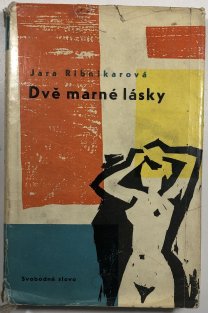 Jara Ribnikarová
Dvě marné lásky
Svobodné slovo